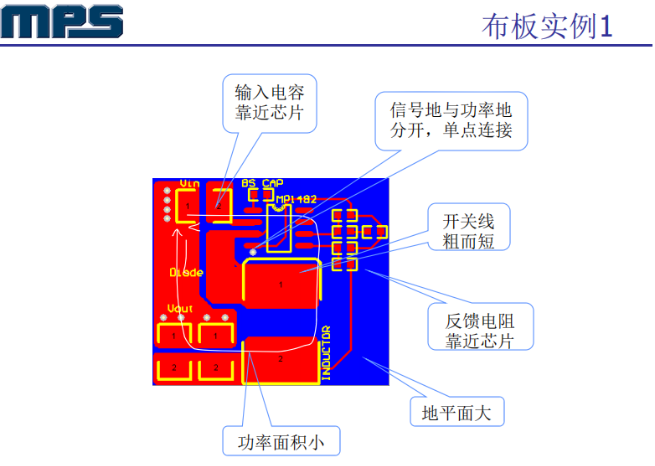 mps
布板实例1
输入电容
靠近芯片
信号地与功率地
分开，单点连接
Vin
BS CAP
MP1482
1
2
开关线
粗而短
Diode
1
Vout
反馈电阻
靠近芯片
1
1
2
2
2
INDUCTOR
地平面大
功率面积小